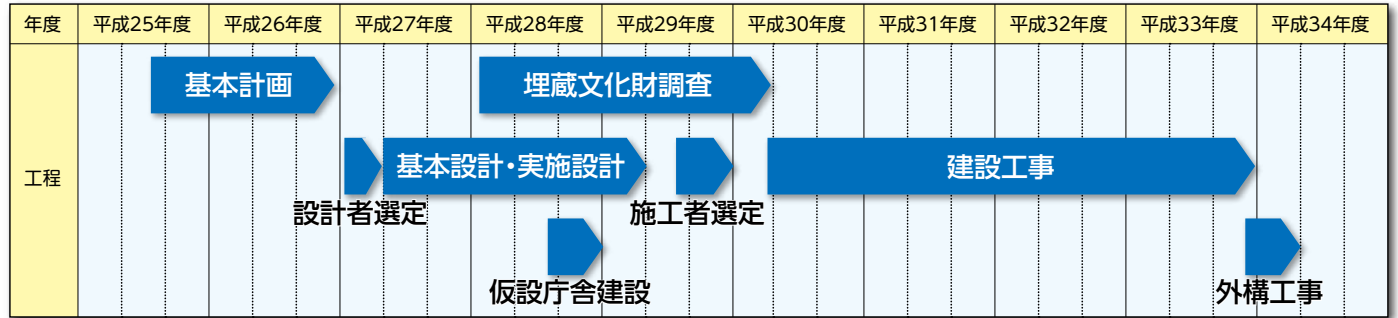 年度 平成25年度 平成26年度 平成27年度 平成28年度 平成29年度 平成30年度 平成31年度 平成32年度 平成33年度 平成34年度
工程
基本計画 埋蔵文化財調査
基本設計・実施設計 建設工事
設計者選定 施工者選定
仮設庁舎建設 外構工事